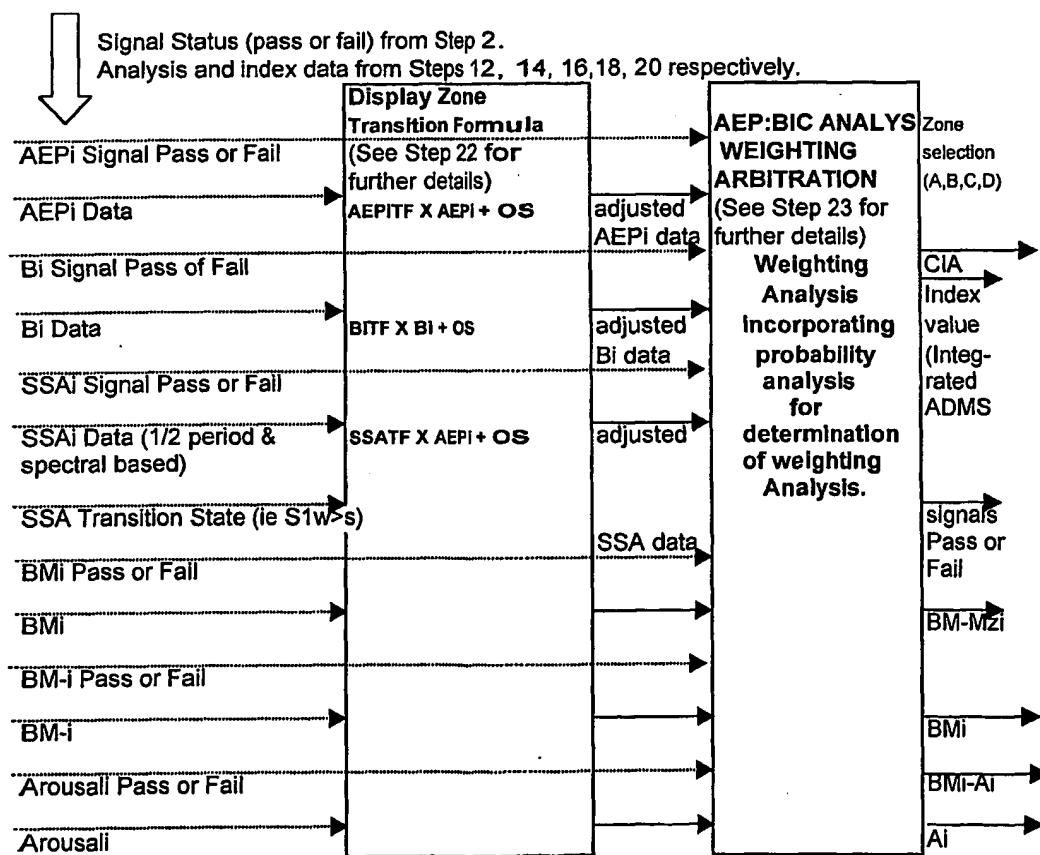 Signal Status (pass or fail) from Step 2.
Analysis and index data from Steps 12, 14, 16,18, 20 respectively.
AEPi Signal Pass or Fail
AEPi Data
Bi Signal Pass of Fail
Bi Data
SSAi Signal Pass or Fail
SSAi Data (1/2 period &
spectral based)
SSA Transition State (ie S1w>s)
BMi Pass or Fail
BMi
BM-i Pass or Fail
BM-i
Arousali Pass or Fail
Arousali
Display Zone
Transition Formula
(See Step 22 for
further details)
AEPITF X AEPi + OS
BITF X Bi + OS
SSATF X AEPi + OS
adjusted
AEPi data
adjusted
Bi data
adjusted
SSA data
AEP:BIC ANALYS
WEIGHTING
ARBITRATION
(See Step 23 for
further details)
Weighting
Analysis
incorporating
probability
analysis
for
determination
of weighting
Analysis.
Zone
selection
(A,B,C,D)
CIA
Index
value
(Integ-
rated
ADMS
signals
Pass or
Fail
BM-Mzi
BMi
BMi-Ai
Ai